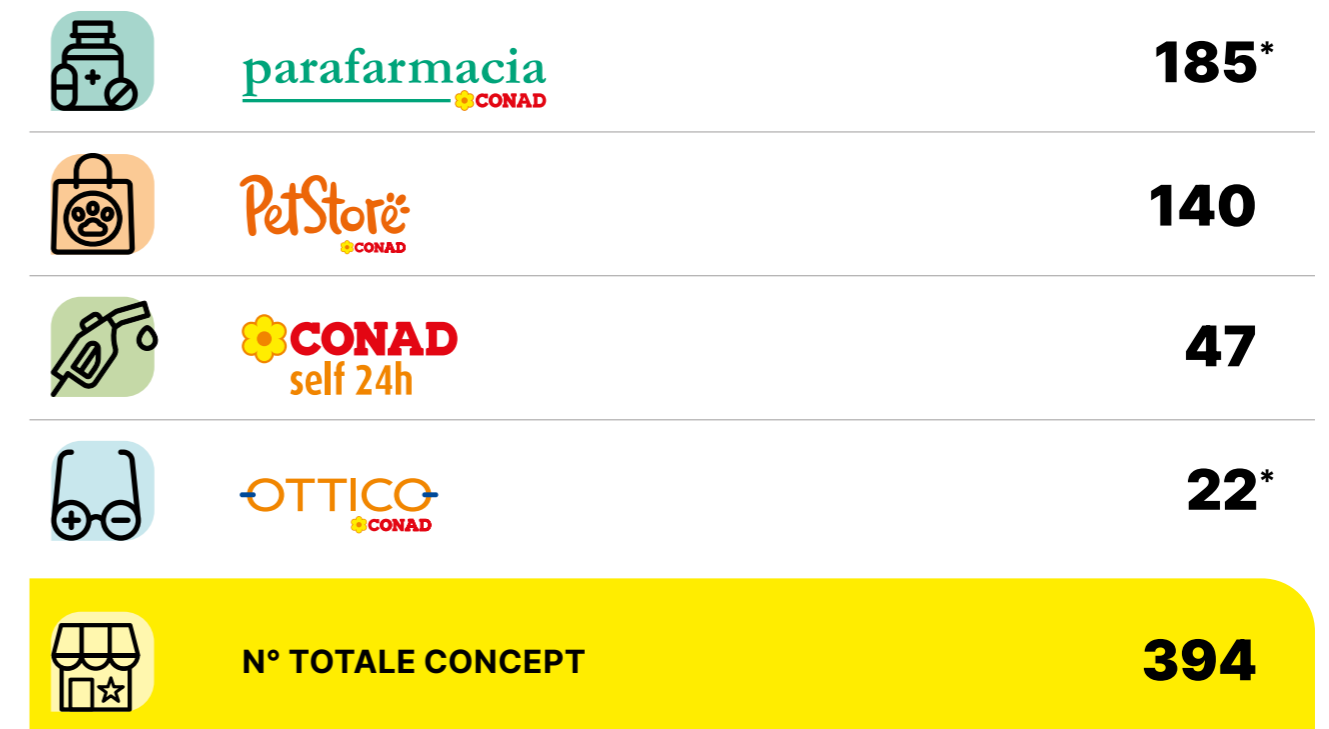 parafarmacia
CONAD
185*
PetStore
CONAD
140
CONAD
self 24h
47
OTTICO
CONAD
22*
N° TOTALE CONCEPT
394